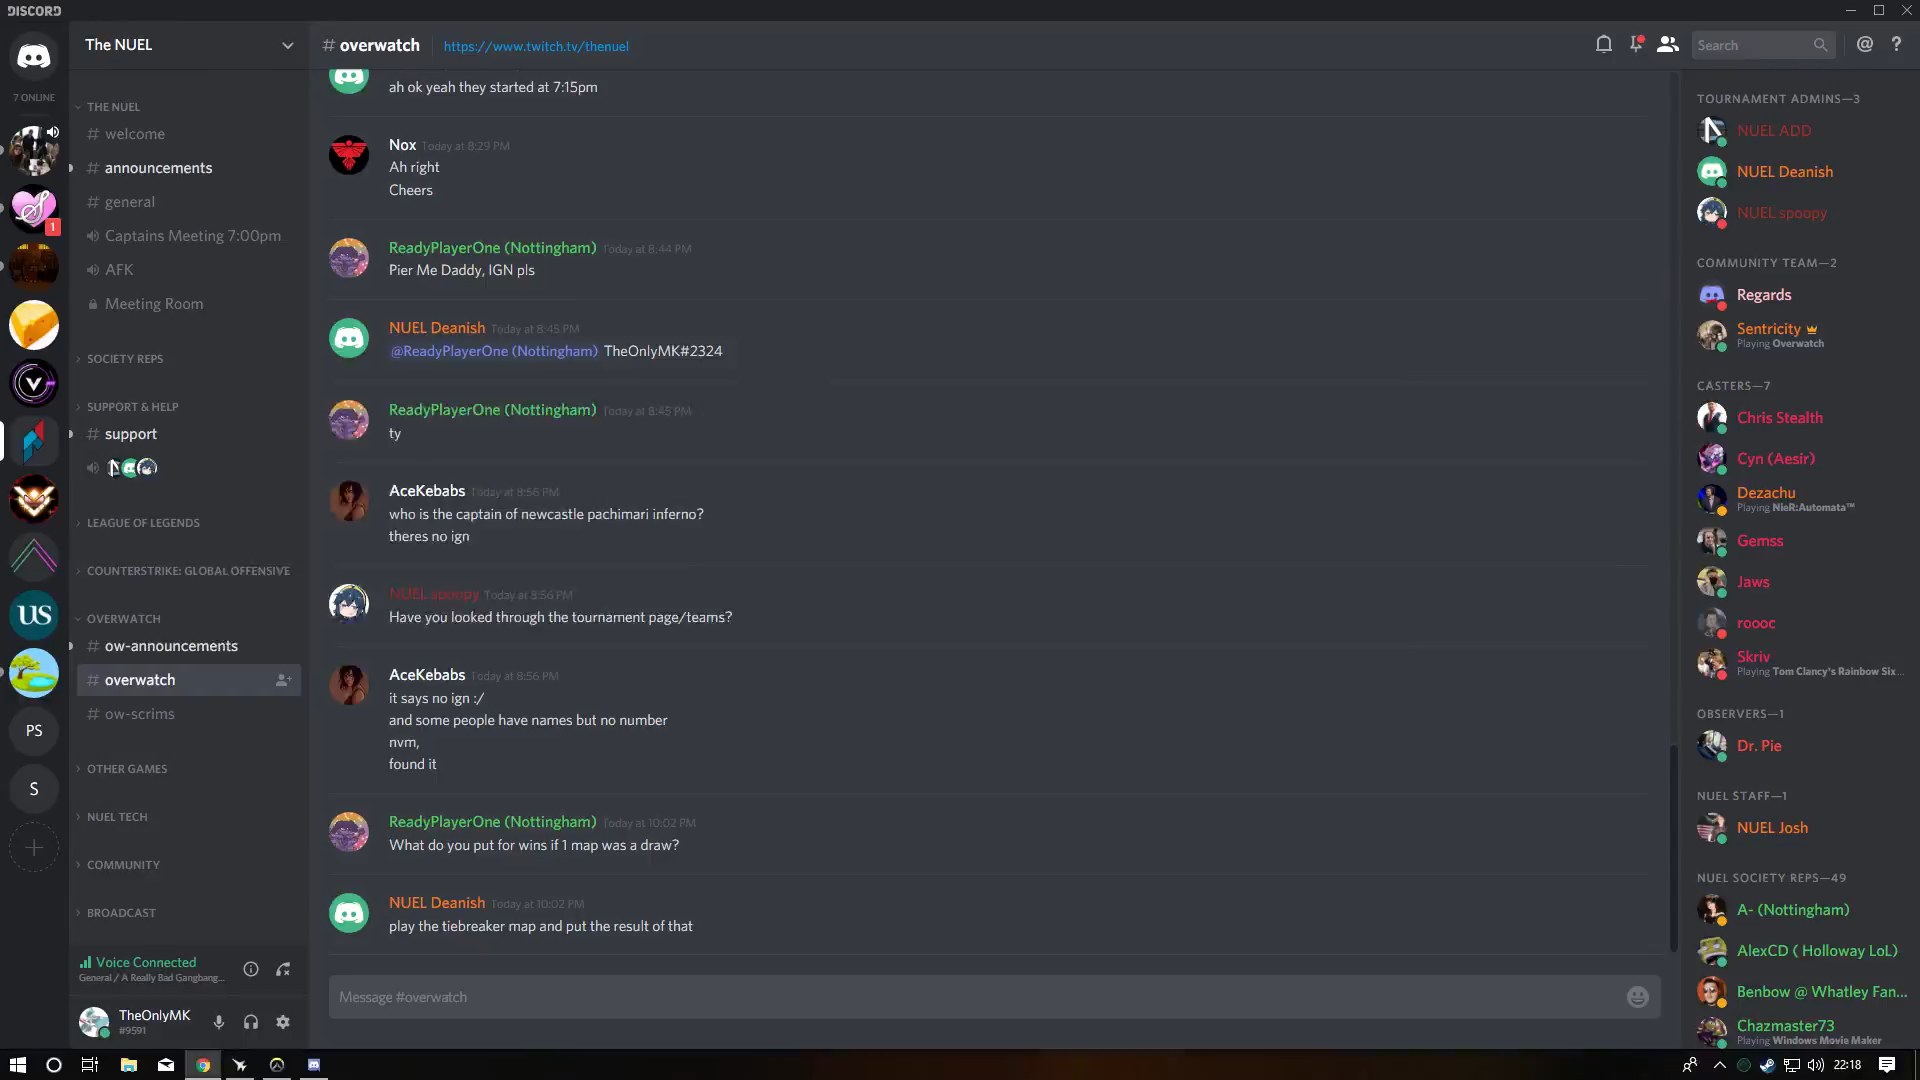 DISCORD
The NUEL
# overwatch
https://www.twitch.tv/thenuel
Search
7 ONLINE
1
US
PS
S
THE NUEL
# welcome
# announcements
# general
Captains Meeting 7:00pm
AFK
Meeting Room
SOCIETY REPS
SUPPORT & HELP
# support
LEAGUE OF LEGENDS
COUNTERSTRIKE: GLOBAL OFFENSIVE
OVERWATCH
# ow-announcements
# overwatch
# ow-scrims
OTHER GAMES
NUEL TECH
COMMUNITY
BROADCAST
Voice Connected
General / A Really Bad Gangbang...
TheOnlyMK
#9591
ah ok yeah they started at 7:15pm
Nox Today at 8:29 PM
Ah right
Cheers
ReadyPlayerOne (Nottingham) Today at 8:44 PM
Pier Me Daddy, IGN pls
NUEL Deanish Today at 8:45 PM
@ReadyPlayerOne (Nottingham) TheOnlyMK#2324
ReadyPlayerOne (Nottingham) Today at 8:45 PM
ty
AceKebabs Today at 8:56 PM
who is the captain of newcastle pachimari inferno?
theres no ign
NUEL spoopy Today at 8:56 PM
Have you looked through the tournament page/teams?
AceKebabs Today at 8:56 PM
it says no ign :/
and some people have names but no number
nvm,
found it
ReadyPlayerOne (Nottingham) Today at 10:02 PM
What do you put for wins if 1 map was a draw?
NUEL Deanish Today at 10:02 PM
play the tiebreaker map and put the result of that
Message #overwatch
TOURNAMENT ADMINS—3
NUEL ADD
NUEL Deanish
NUEL spoopy
COMMUNITY TEAM—2
Regards
Sentricity
Playing Overwatch
CASTERS—7
Chris Stealth
Cyn (Aesir)
Dezachu
Playing NieR:Automata™
Gemss
Jaws
roooc
Skriv
Playing Tom Clancy's Rainbow Six...
OBSERVERS—1
Dr. Pie
NUEL STAFF—1
NUEL Josh
NUEL SOCIETY REPS—49
A- (Nottingham)
AlexCD ( Holloway LoL)
Benbow @ Whatley Fan...
Chazmaster73
Playing Windows Movie Maker
22:18